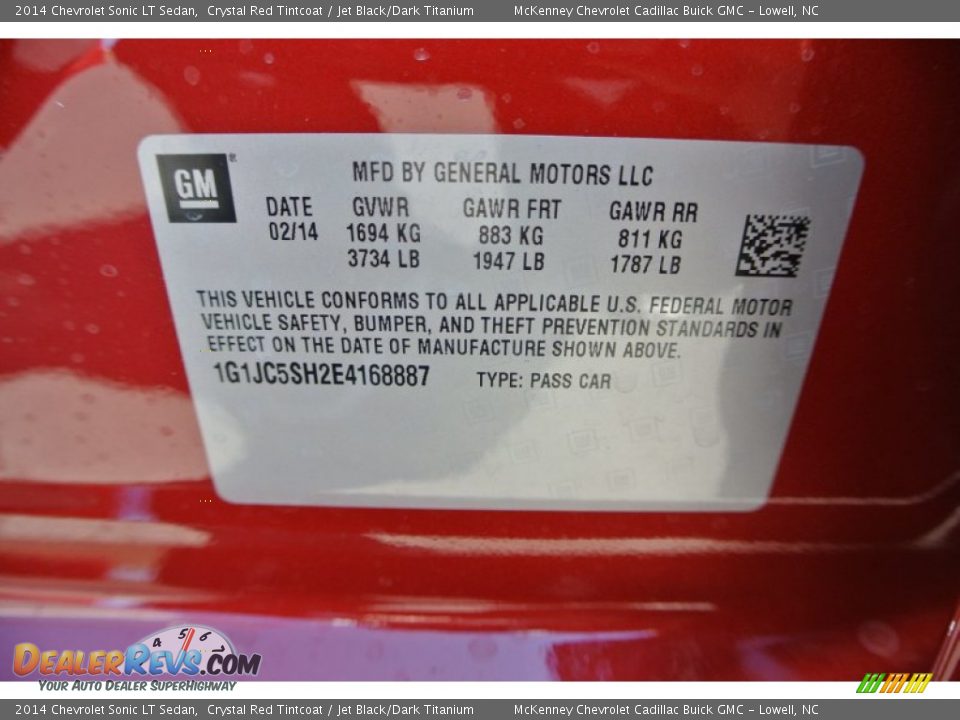 2014 Chevrolet Sonic LT Sedan, Crystal Red Tintcoat / Jet Black/Dark Titanium McKenney Chevrolet Cadillac Buick GMC - Lowell, NC
GM
®
MFD BY GENERAL MOTORS LLC
DATE GVWR GAWR FRT GAWR RR
02/14 1694 KG 883 KG 811 KG
3734 LB 1947 LB 1787 LB
THIS VEHICLE CONFORMS TO ALL APPLICABLE U.S. FEDERAL MOTOR
VEHICLE SAFETY, BUMPER, AND THEFT PREVENTION STANDARDS IN
EFFECT ON THE DATE OF MANUFACTURE SHOWN ABOVE.
1G1JC5SH2E4168887 TYPE: PASS CAR
4 5 6
DealerRevs.com
Your Auto Dealer SuperHighway
2014 Chevrolet Sonic LT Sedan, Crystal Red Tintcoat / Jet Black/Dark Titanium McKenney Chevrolet Cadillac Buick GMC - Lowell, NC